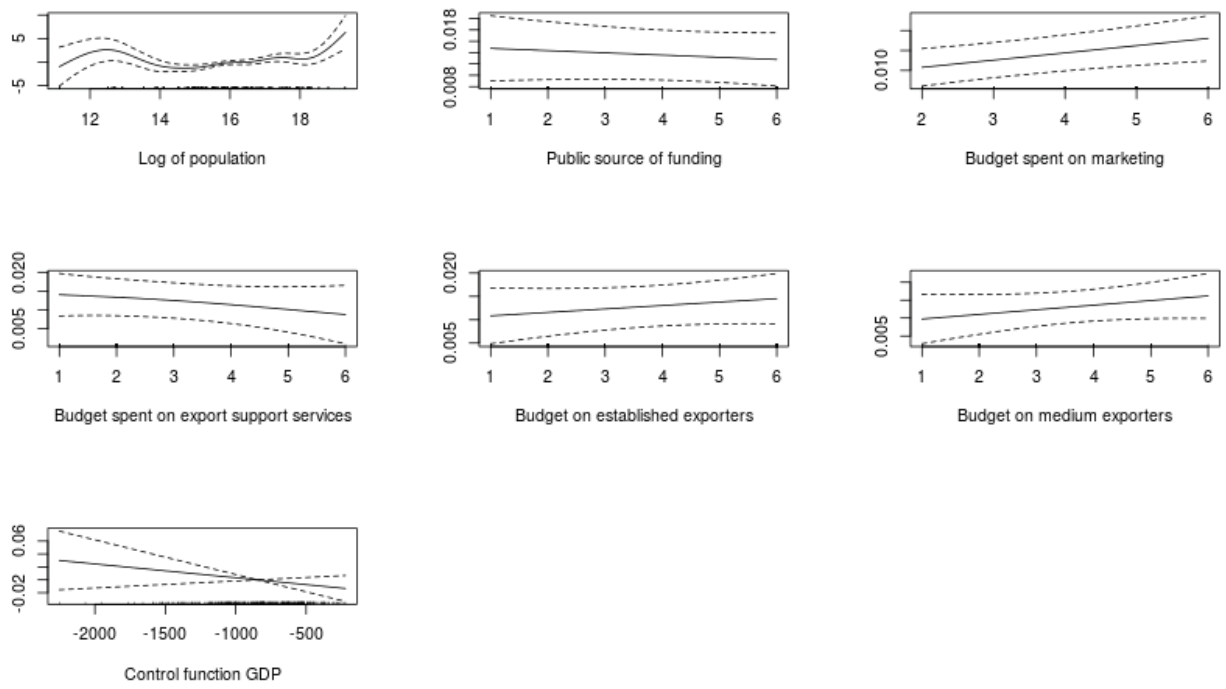 5
-5
12 14 16 18
Log of population
0.018
0.008
1 2 3 4 5 6
Public source of funding
0.010
2 3 4 5 6
Budget spent on marketing
0.020
0.005
1 2 3 4 5 6
Budget spent on export support services
0.020
0.005
1 2 3 4 5 6
Budget on established exporters
0.005
1 2 3 4 5 6
Budget on medium exporters
0.06
-0.02
-2000 -1500 -1000 -500
Control function GDP